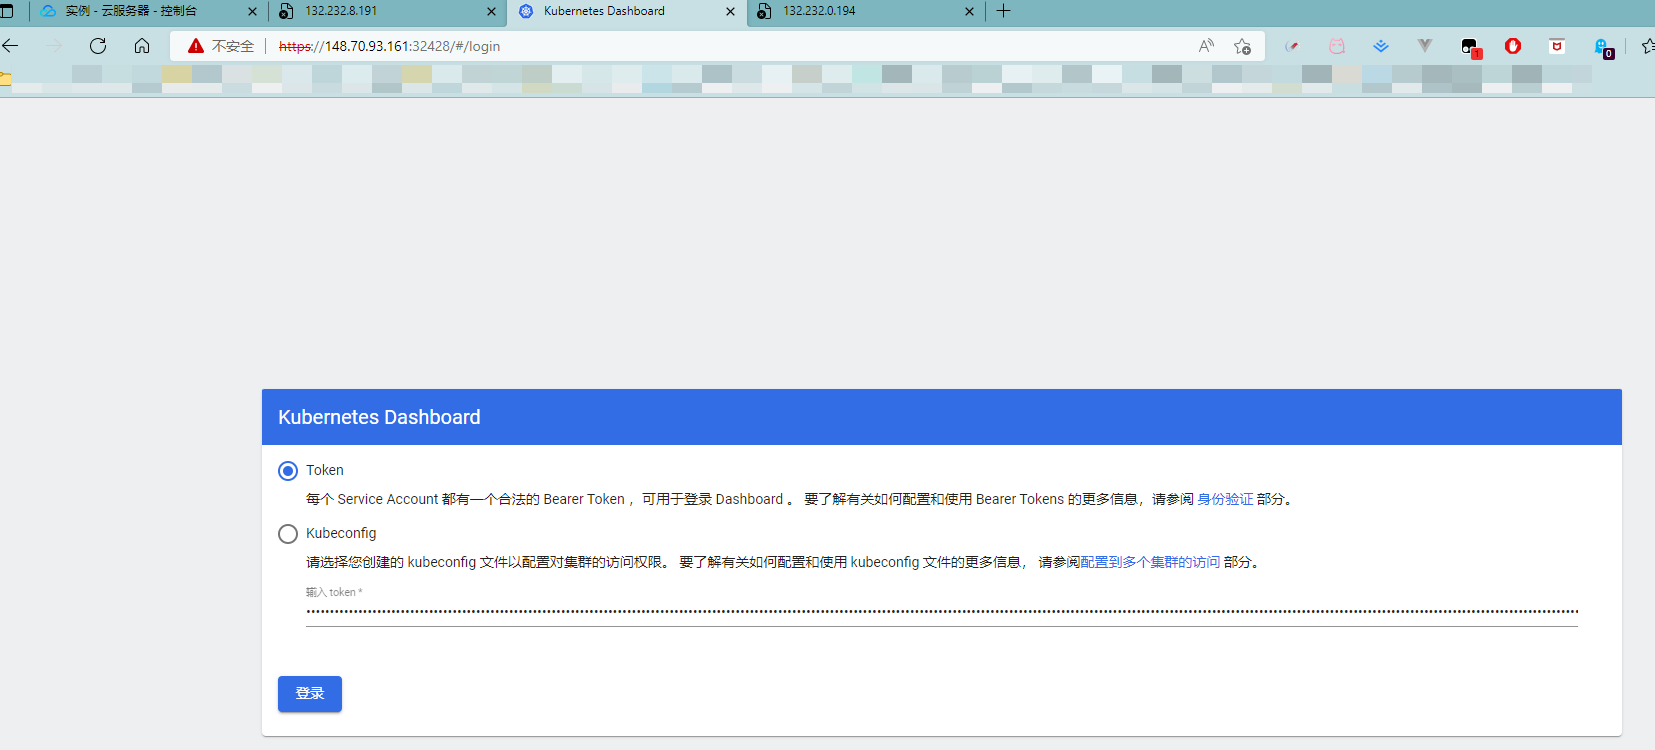 实例 - 云服务器 - 控制台
132.232.8.191
Kubernetes Dashboard
132.232.0.194
不安全
https://148.70.93.161:32428/#/login
1
0
Kubernetes Dashboard
Token
每个 Service Account 都有一个合法的 Bearer Token ，可用于登录 Dashboard 。 要了解有关如何配置和使用 Bearer Tokens 的更多信息，请参阅 身份验证 部分。
Kubeconfig
请选择您创建的 kubeconfig 文件以配置对集群的访问权限。 要了解有关如何配置和使用 kubeconfig 文件的更多信息， 请参阅配置到多个集群的访问 部分。
输入 token *
登录